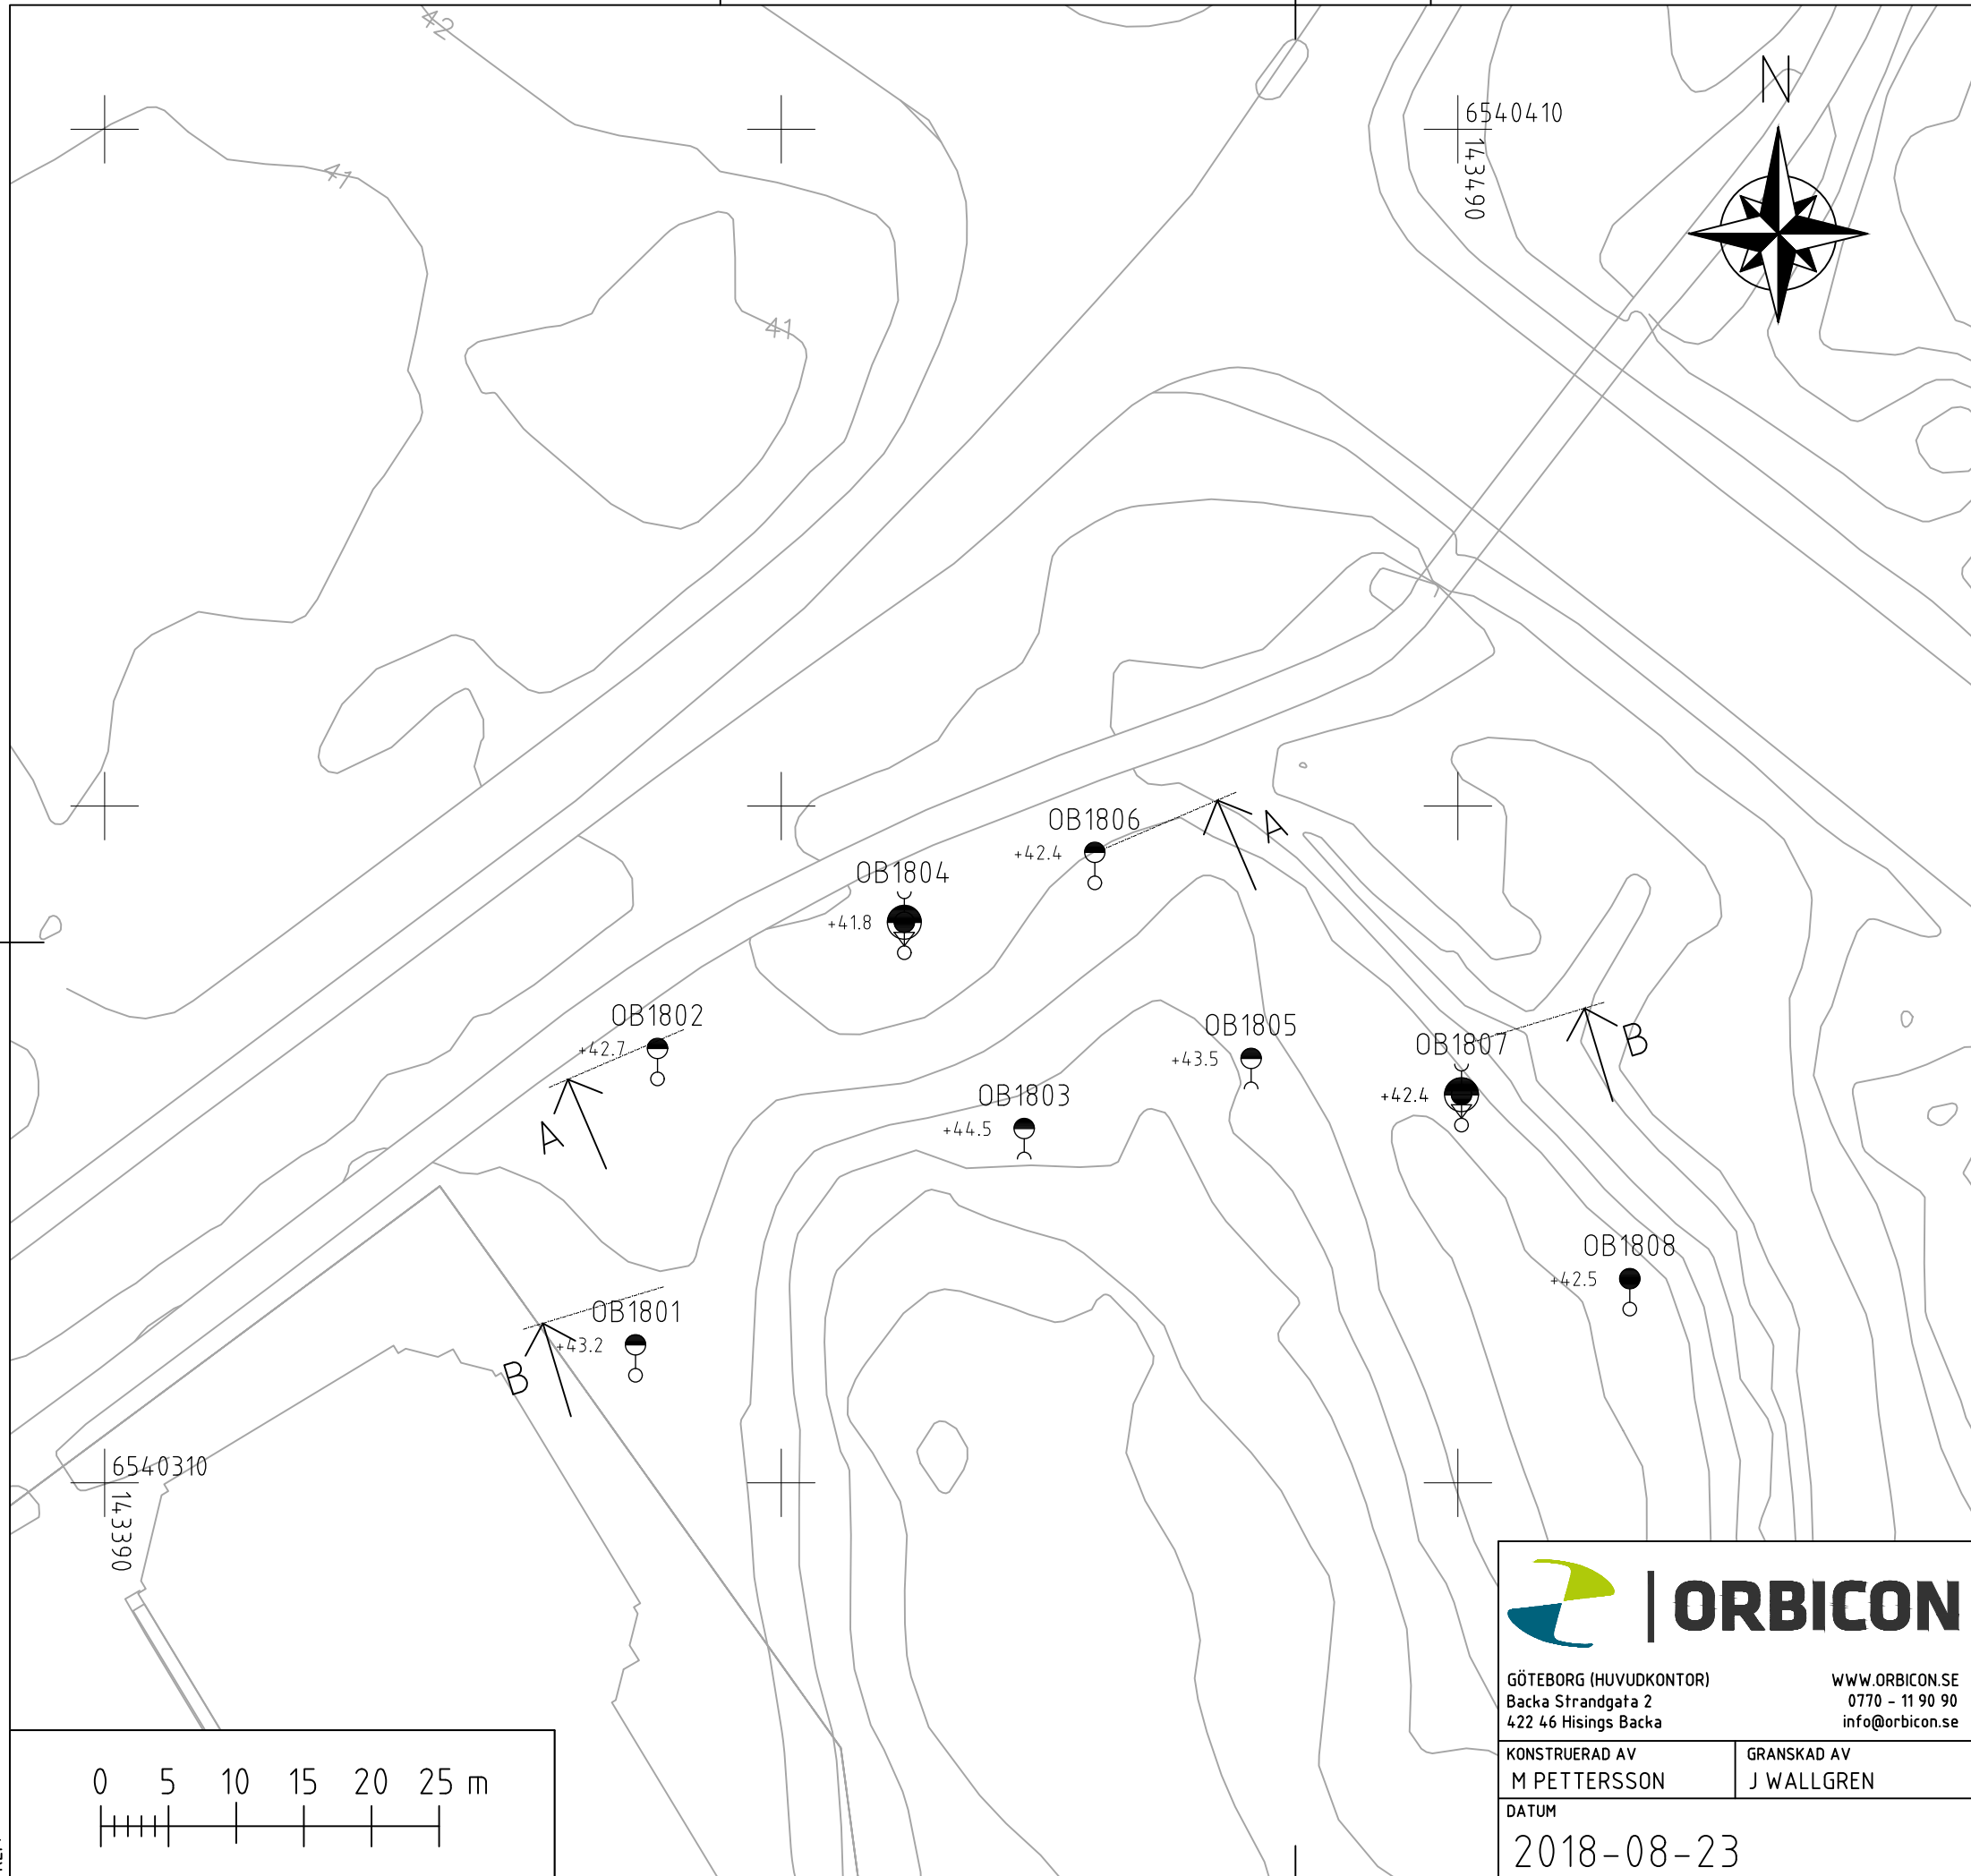 42
N
6540410
143490
41
41
OB1806
+42.4
A
OB1804
+41.8
OB1802
+42.7
OB1805
+43.5
OB1807
+42.4
B
OB1803
+44.5
A
OB1808
+42.5
OB1801
+43.2
B
6540310
143390
ORBICON
GÖTEBORG (HUVUDKONTOR)
Backa Strandgata 2
422 46 Hisings Backa
WWW.ORBICON.SE
0770 - 11 90 90
info@orbicon.se
KONSTRUERAD AV
M PETTERSSON
GRANSKAD AV
J WALLGREN
DATUM
2018-08-23
0 5 10 15 20 25 m